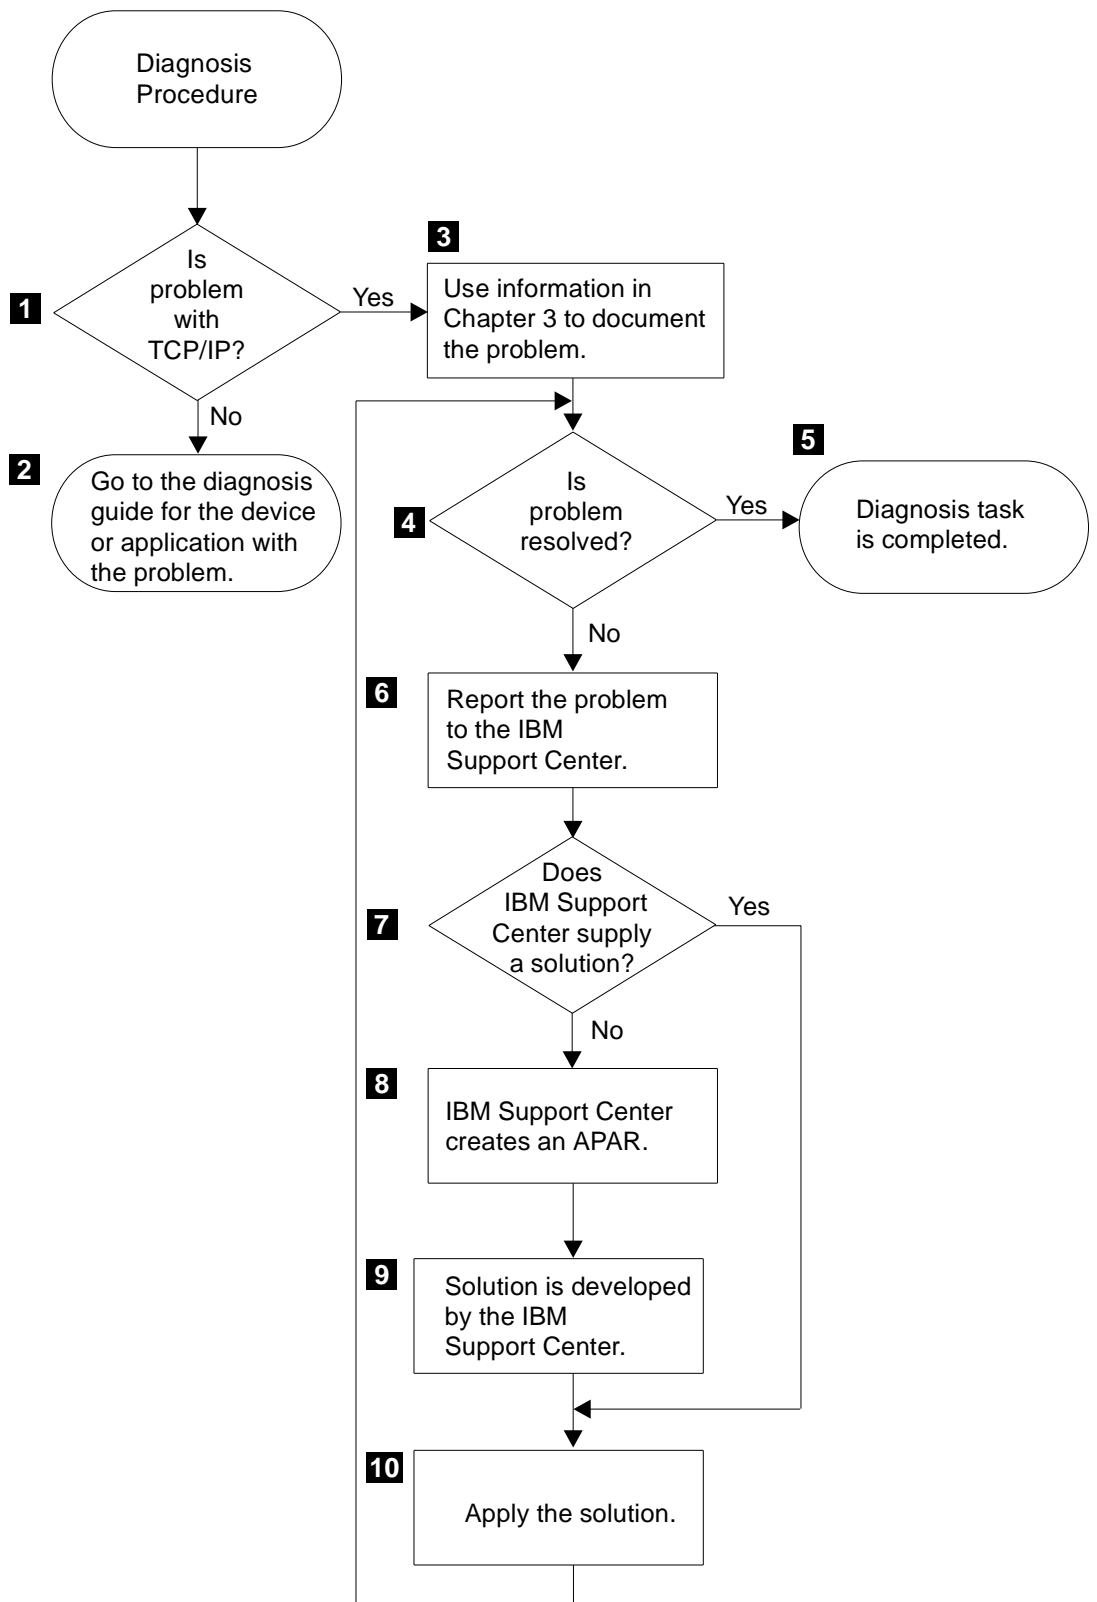 Diagnosis
Procedure
3
Is
problem
with
TCP/IP?
1
Yes
Use information in
Chapter 3 to document
the problem.
No
2
Go to the diagnosis
guide for the device
or application with
the problem.
4
Is
problem
resolved?
Yes
5
Diagnosis task
is completed.
No
6
Report the problem
to the IBM
Support Center.
7
Does
IBM Support
Center supply
a solution?
Yes
No
8
IBM Support Center
creates an APAR.
9
Solution is developed
by the IBM
Support Center.
10
Apply the solution.